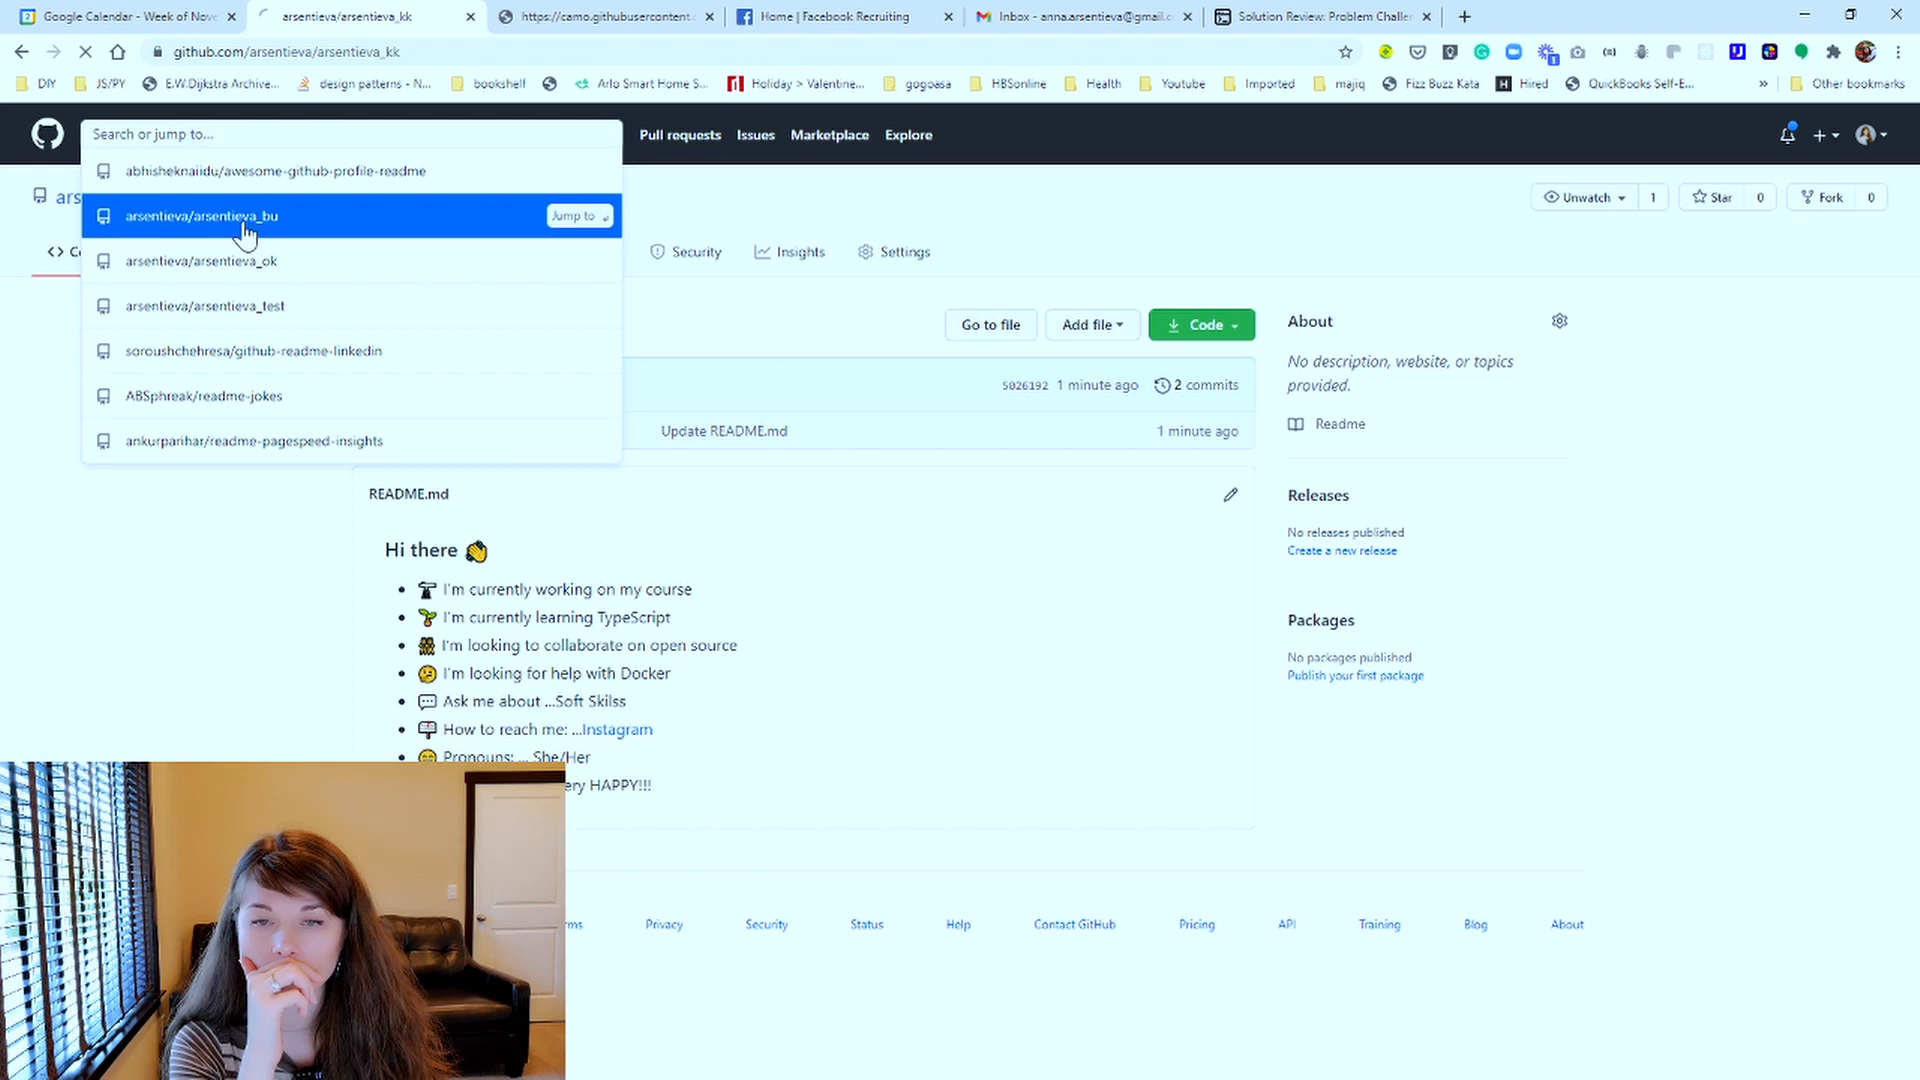 Google Calendar - Week of Nove
arsentieva/arsentieva_kk
https://camo.githubusercontent.
Home | Facebook Recruiting
Inbox - anna.arsentieva@gmail.c
Solution Review: Problem Challen
github.com/arsentieva/arsentieva_kk
DIY
JS/PY
E.W.Dijkstra Archive...
design patterns - N...
bookshelf
Arlo Smart Home S...
Holiday > Valentine...
gogoasa
HBSonline
Health
Youtube
Imported
majiq
Fizz Buzz Kata
Hired
QuickBooks Self-E...
»
Other bookmarks
Search or jump to...
Pull requests
Issues
Marketplace
Explore
abhisheknaiidu/awesome-github-profile-readme
arsentieva/arsentieva_bu
Jump to
arsentieva/arsentieva_ok
arsentieva/arsentieva_test
soroushchehresa/github-readme-linkedin
ABSphreak/readme-jokes
ankurparihar/readme-pagespeed-insights
ars
Unwatch
1
Star
0
Fork
0
Security
Insights
Settings
Go to file
Add file
Code
5026192 1 minute ago
2 commits
Update README.md
1 minute ago
README.md
Hi there
I'm currently working on my course
I'm currently learning TypeScript
I'm looking to collaborate on open source
I'm looking for help with Docker
Ask me about ...Soft Skilss
How to reach me: ...Instagram
Pronouns: ... She/Her
ery HAPPY!!!
About
No description, website, or topics
provided.
Readme
Releases
No releases published
Create a new release
Packages
No packages published
Publish your first package
ms
Privacy
Security
Status
Help
Contact GitHub
Pricing
API
Training
Blog
About